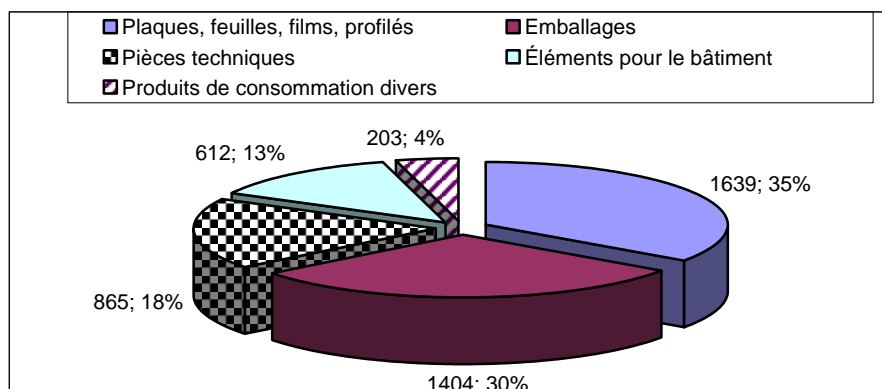 Plaques, feuilles, films, profilés Emballages
Pièces techniques Éléments pour le bâtiment
Produits de consommation divers
203; 4%
612; 13%
1639; 35%
865; 18%
1404; 30%